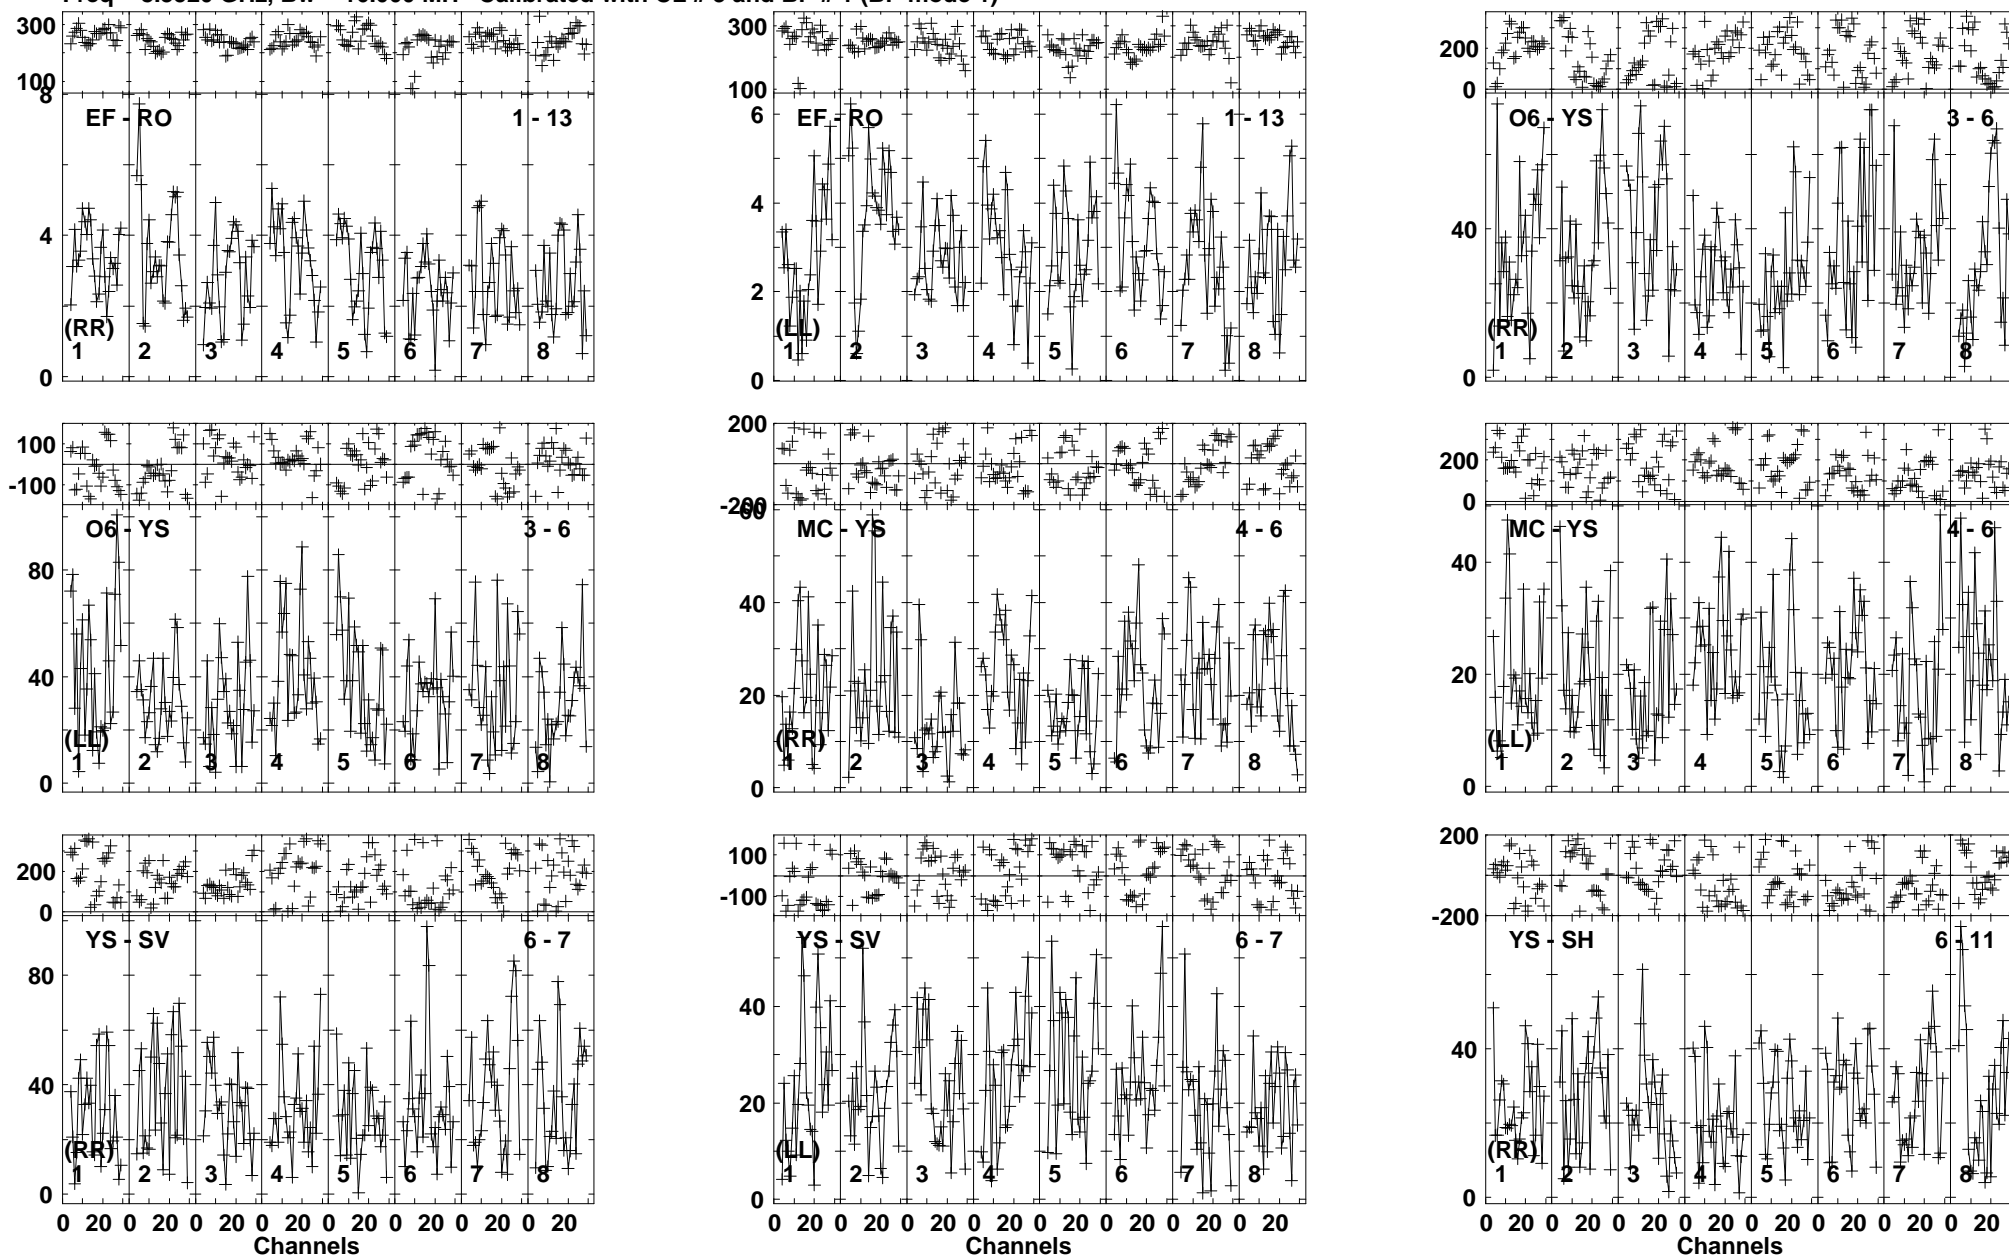 300 100 300 100 200 0
8 4 0 EF - RO 1 - 13 (RR) 1 2 3 4 5 6 7 8
6 4 2 0 EF - RO 1 - 13 (LL) 1 2 3 4 5 6 7 8
40 0 O6 - YS 3 - 6 (RR) 1 2 3 4 5 6 7 8
100 -100 200 -200 200 0
80 40 0 O6 - YS 3 - 6 (LL) 1 2 3 4 5 6 7 8
60 40 20 0 MC - YS 4 - 6 (RR) 1 2 3 4 5 6 7 8
40 20 0 MC - YS 4 - 6 (LL) 1 2 3 4 5 6 7 8
200 0 100 -100 200 -200
80 40 0 YS - SV 6 - 7 (RR) 1 2 3 4 5 6 7 8
40 20 0 YS - SV 6 - 7 (LL) 1 2 3 4 5 6 7 8
40 0 YS - SH 6 - 11 (RR) 1 2 3 4 5 6 7 8
0 20 0 20 0 20 0 20 0 20 0 20 0 20 0 20
0 20 0 20 0 20 0 20 0 20 0 20 0 20 0 20
0 20 0 20 0 20 0 20 0 20 0 20 0 20 0 20
Channels
Channels
Channels